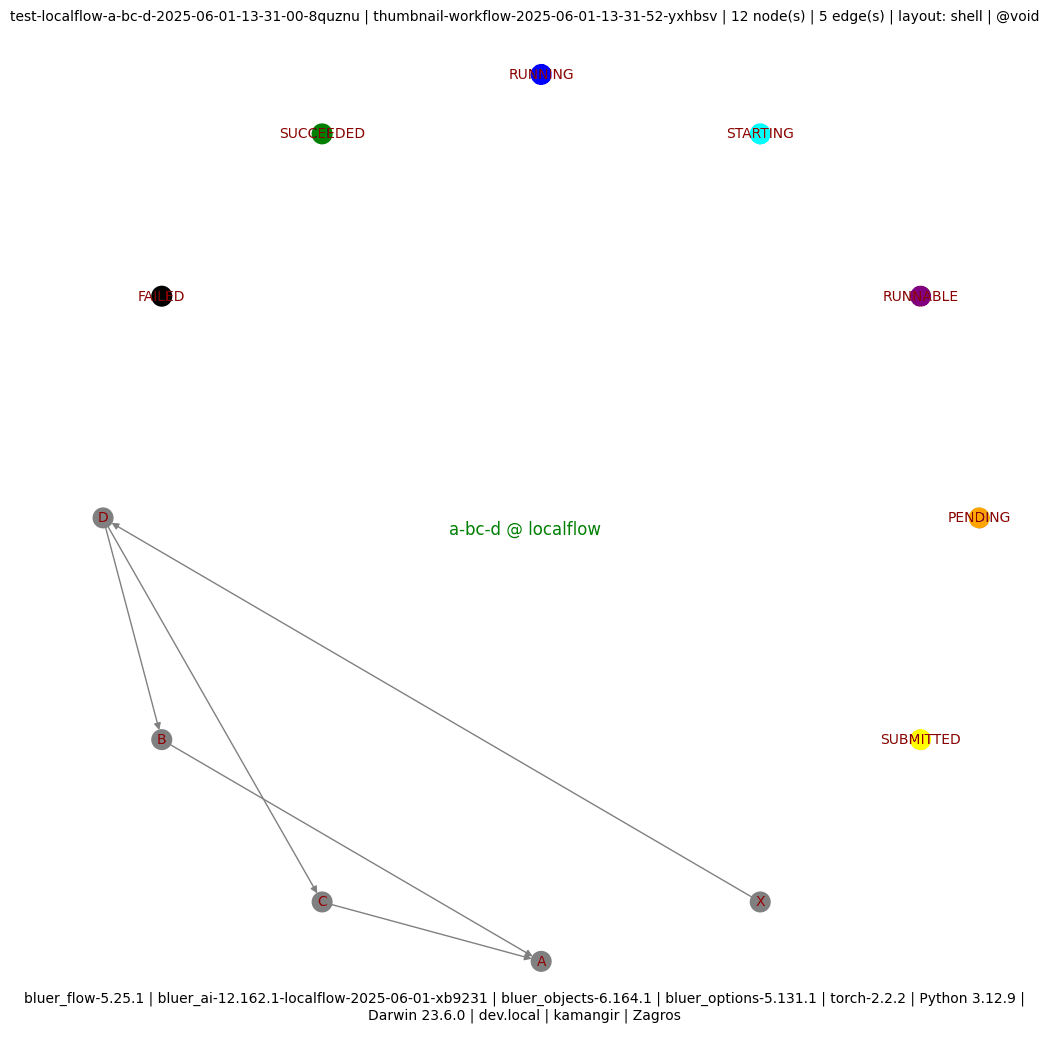 test-localflow-a-bc-d-2025-06-01-13-31-00-8quznu | thumbnail-workflow-2025-06-01-13-31-52-yxhbsv | 12 node(s) | 5 edge(s) | layout: shell | @void
RUNNING
SUCCEEDED
STARTING
FAILED
RUNNABLE
D
a-bc-d @ localflow
PENDING
B
SUBMITTED
C
X
A
bluer_flow-5.25.1 | bluer_ai-12.162.1-localflow-2025-06-01-xb9231 | bluer_objects-6.164.1 | bluer_options-5.131.1 | torch-2.2.2 | Python 3.12.9 |
Darwin 23.6.0 | dev.local | kamangir | Zagros